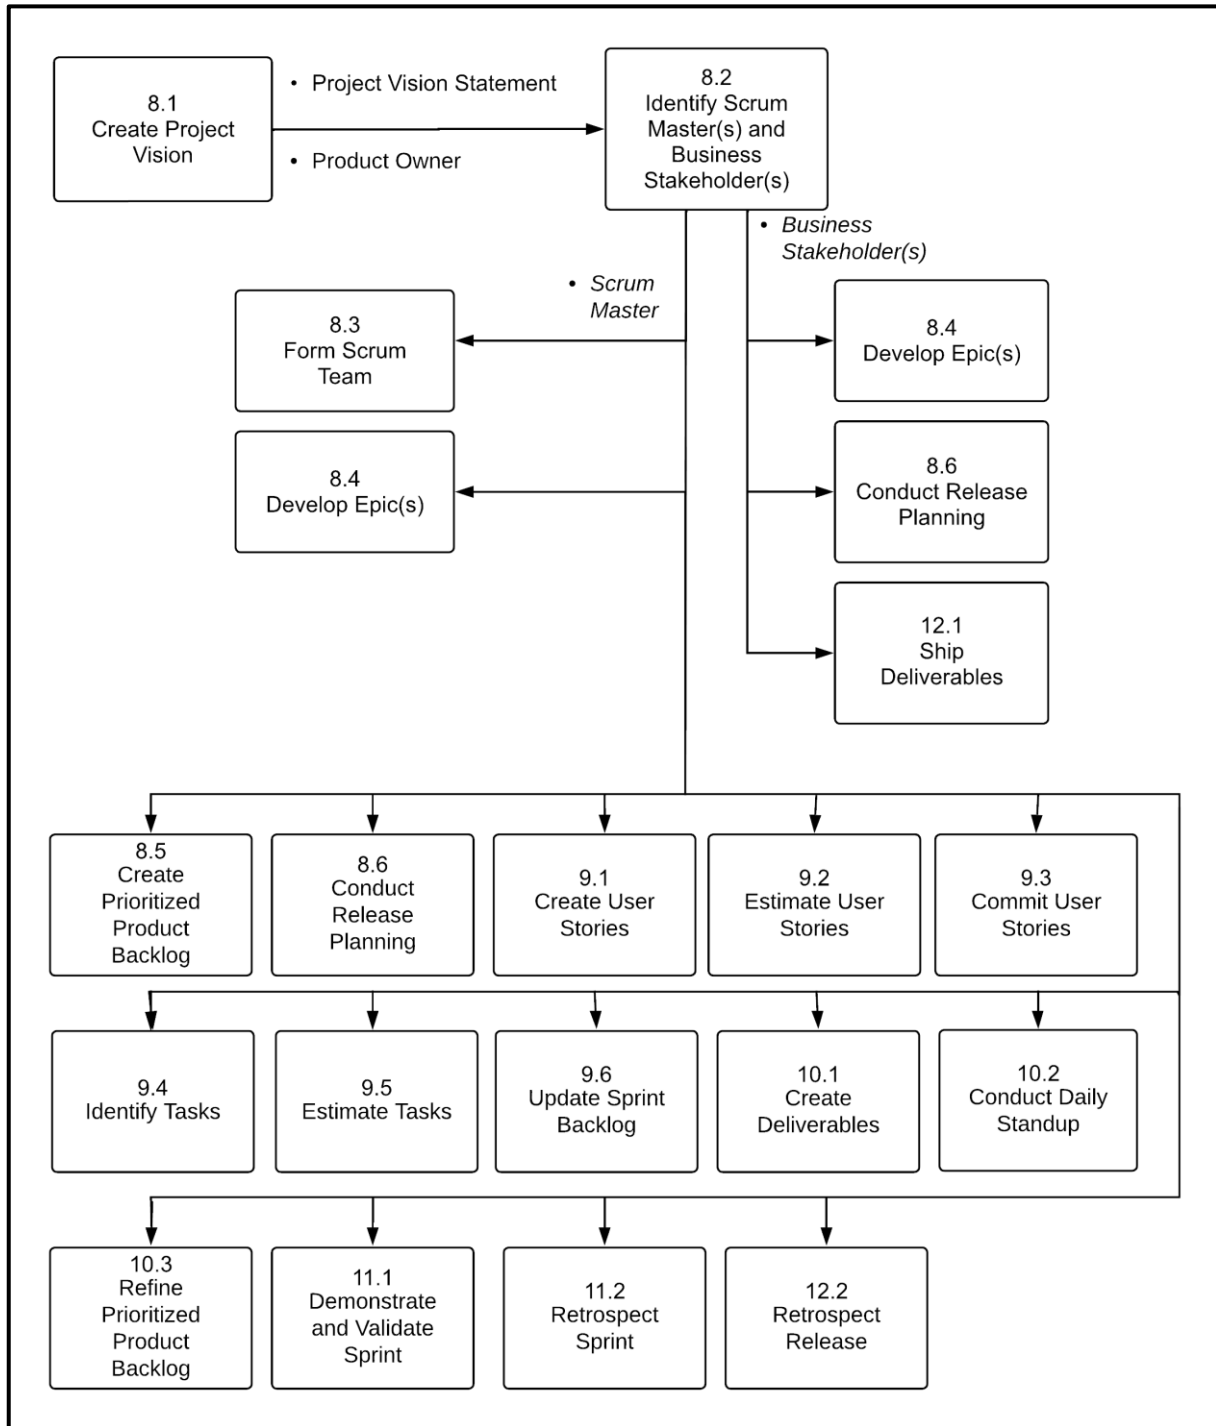 8.1
Create Project
Vision
• Project Vision Statement
• Product Owner
8.2
Identify Scrum
Master(s) and
Business
Stakeholder(s)
• Business
Stakeholder(s)
• Scrum
Master
8.3
Form Scrum
Team
8.4
Develop Epic(s)
8.4
Develop Epic(s)
8.6
Conduct Release
Planning
12.1
Ship
Deliverables
8.5
Create
Prioritized
Product
Backlog
8.6
Conduct
Release
Planning
9.1
Create User
Stories
9.2
Estimate User
Stories
9.3
Commit User
Stories
9.4
Identify Tasks
9.5
Estimate Tasks
9.6
Update Sprint
Backlog
10.1
Create
Deliverables
10.2
Conduct Daily
Standup
10.3
Refine
Prioritized
Product
Backlog
11.1
Demonstrate
and Validate
Sprint
11.2
Retrospect
Sprint
12.2
Retrospect
Release